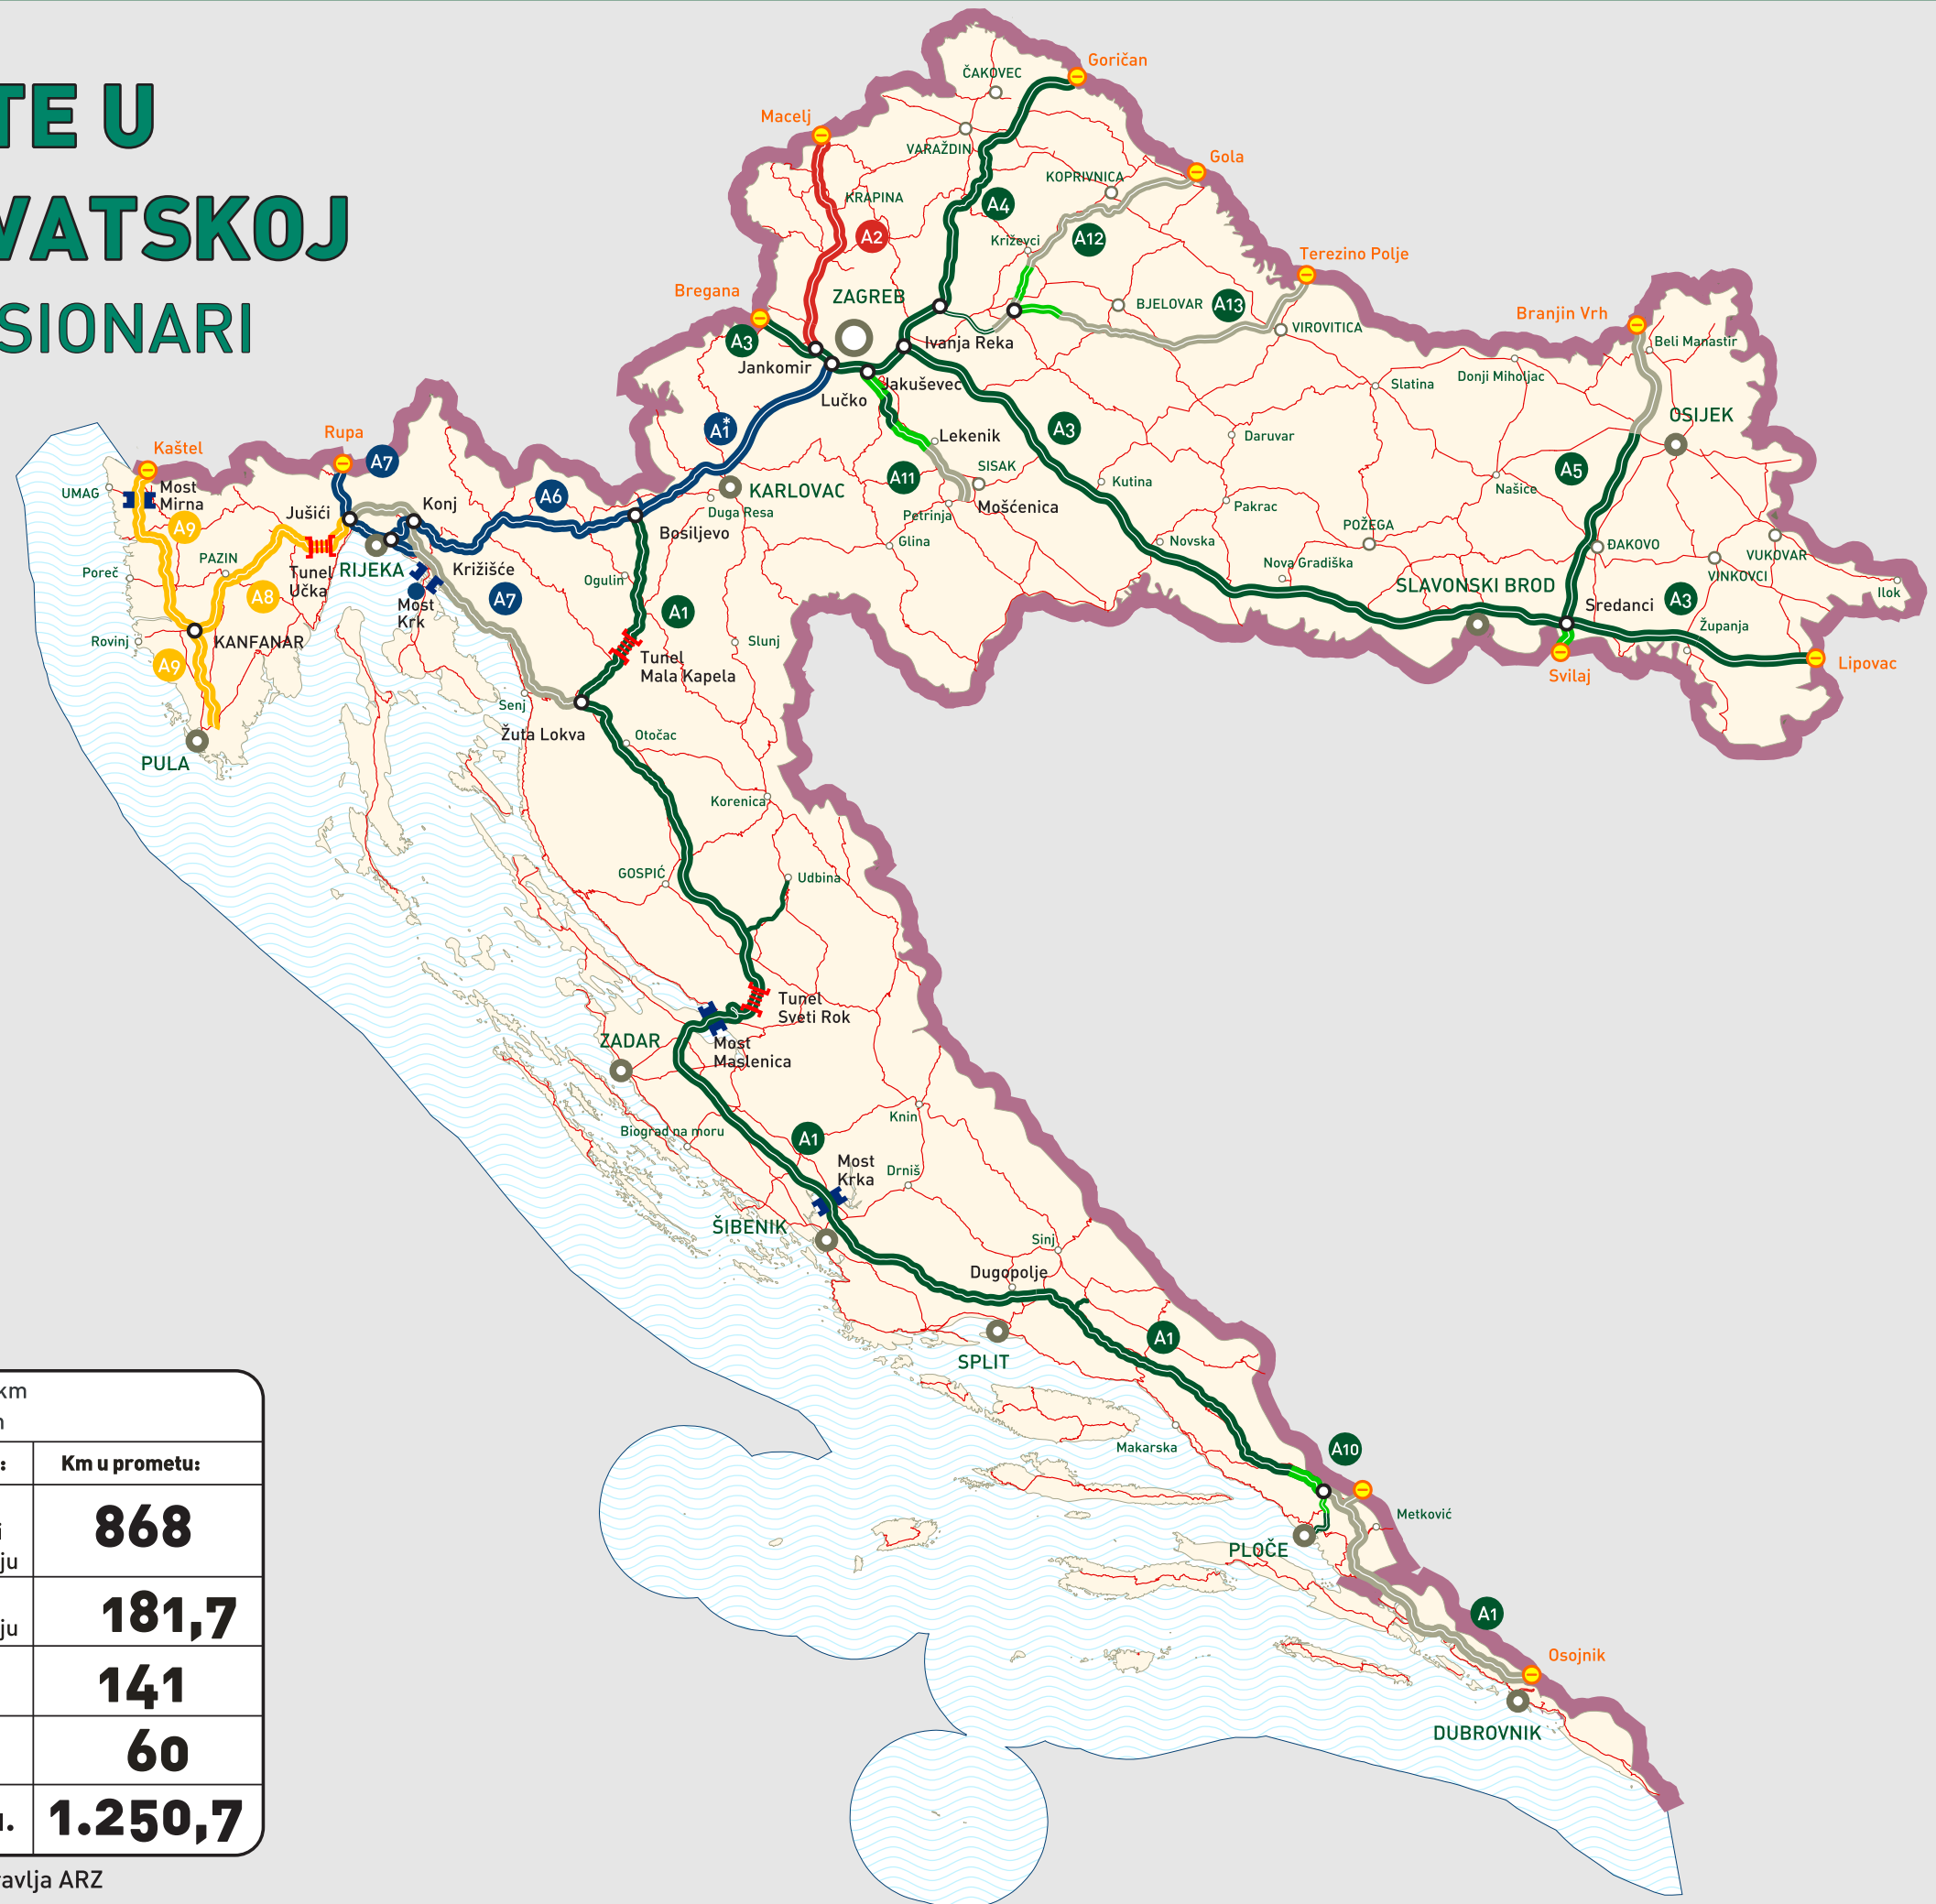 TE U
VATSKOJ
SIONARI
Goričan
ČAKOVEC
Macelj
VARAŽDIN
Gola
KOPRIVNICA
KRAPINA
A4
A2
Križevci
A12
Terezino Polje
Bregana
ZAGREB
BJELOVAR
A13
Branjin Vrh
VIROVITICA
A3
Ivanja Reka
Beli Manastir
Jankomir
Jakuševec
Slatina
Donji Miholjac
Lučko
OSIJEK
A1*
A3
Lekenik
Daruvar
Rupa
Kaštel
A7
SISAK
A5
A11
UMAG
Most
Mirna
Konj
A6
KARLOVAC
Kutina
Našice
Jušići
Duga Resa
Petrinja
Mošćenica
Pakrac
A9
Bosiljevo
POŽEGA
Glina
Novska
ĐAKOVO
VUKOVAR
PAZIN
Poreč
Tunel
Učka
RIJEKA
Križišće
Ogulin
Nova Gradiška
VINKOVCI
SLAVONSKI BROD
Ilok
A8
Most
Krk
A7
A1
Sredanci
A3
Županja
Rovinj
KANFANAR
Slunj
A9
Tunel
Mala Kapela
Svilaj
Lipovac
Senj
Žuta Lokva
Otočac
PULA
Korenica
GOSPIĆ
Udbina
Tunel
Sveti Rok
ZADAR
Most
Maslenica
Knin
Biograd na moru
A1
Most
Krka
Drniš
ŠIBENIK
Sinj
Dugopolje
A1
SPLIT
Makarska
A10
Metković
PLOČE
A1
Osojnik
DUBROVNIK
km
: Km u prometu:
i
868
ju
ju 181,7
141
60
1.250,7
avlja ARZ